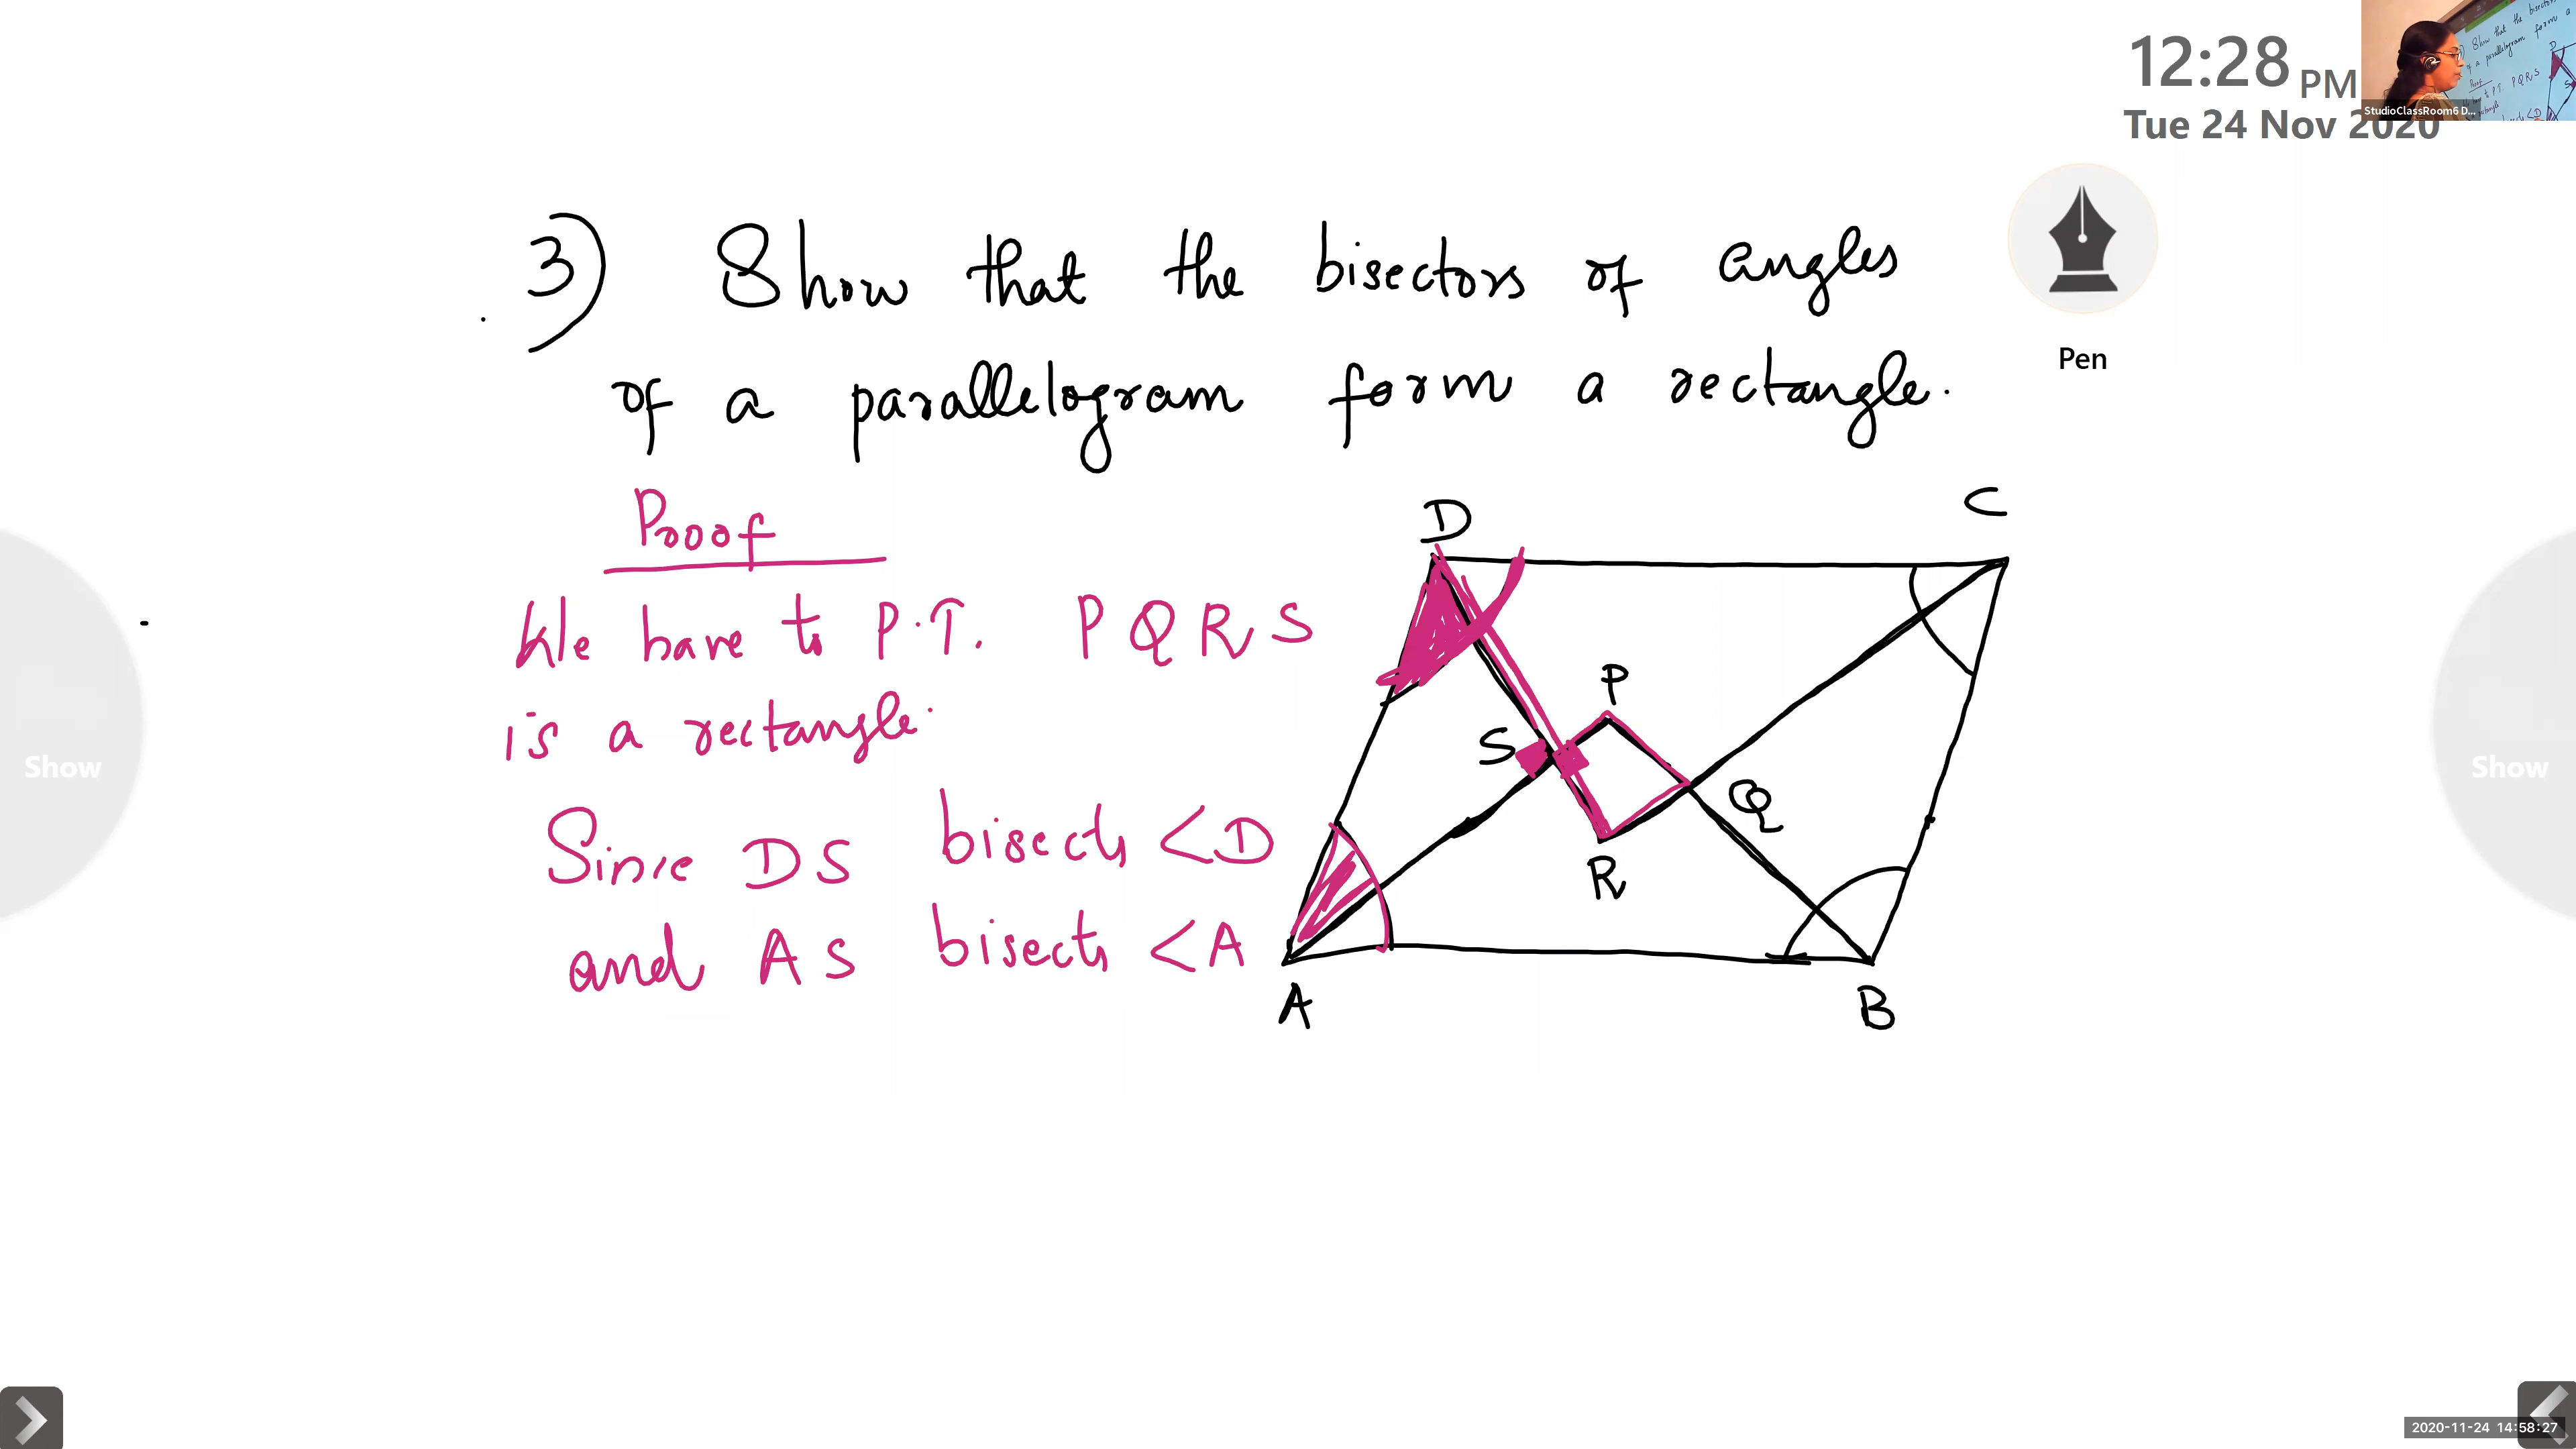 12:28 PM
Tue 24 Nov 2020
StudioClassRoom6 D...
Pen
3) Show that the bisectors of angles
of a parallelogram form a rectangle.
Proof
We have to P.T. PQRS
is a rectangle.
Since DS bisects <D
and AS bisects <A
D
C
P
S
Q
R
A
B
Show
Show
2020-11-24 14:58:27